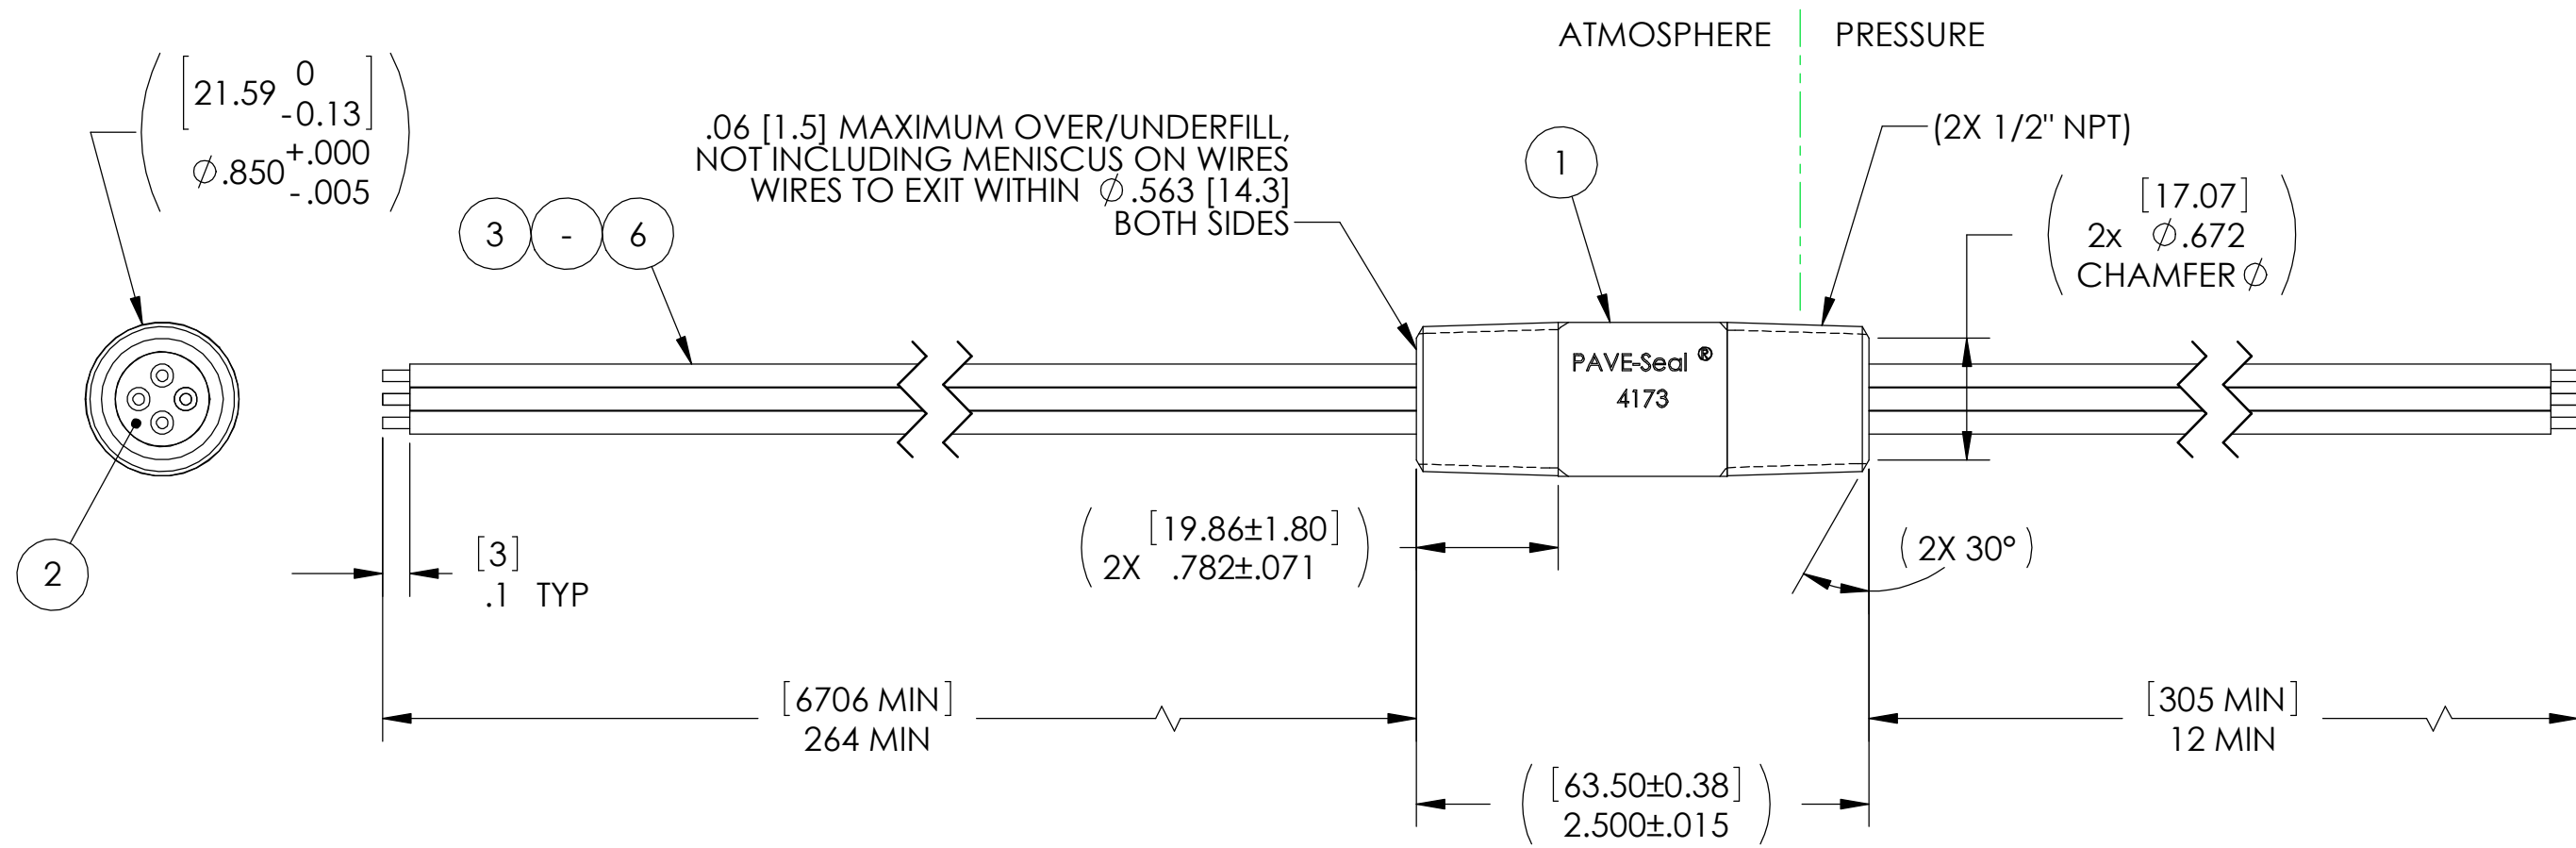 ATMOSPHERE
PRESSURE
[21.59 0
-0.13]
∅.850 +.000
-.005
.06 [1.5] MAXIMUM OVER/UNDERFILL,
NOT INCLUDING MENISCUS ON WIRES
WIRES TO EXIT WITHIN ∅.563 [14.3]
BOTH SIDES
1
(2X 1/2" NPT)
[17.07]
2x ∅.672
CHAMFER ∅
3 - 6
PAVE-Seal ®
4173
2
[3]
.1 TYP
[19.86±1.80]
2X .782±.071
(2X 30°)
[6706 MIN]
264 MIN
[305 MIN]
12 MIN
[63.50±0.38]
2.500±.015